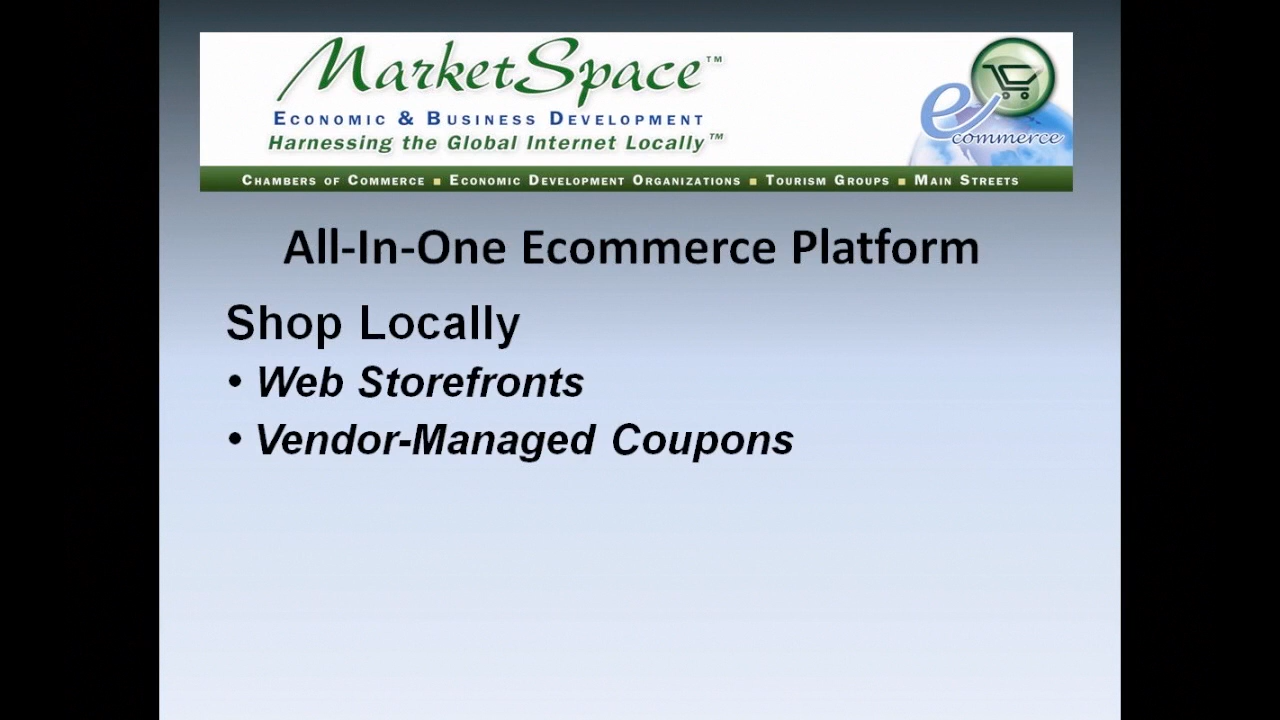 MarketSpace™
Economic & Business Development
Harnessing the Global Internet Locally™
ecommerce
Chambers of Commerce ▪ Economic Development Organizations ▪ Tourism Groups ▪ Main Streets
All-In-One Ecommerce Platform
Shop Locally
• Web Storefronts
• Vendor-Managed Coupons